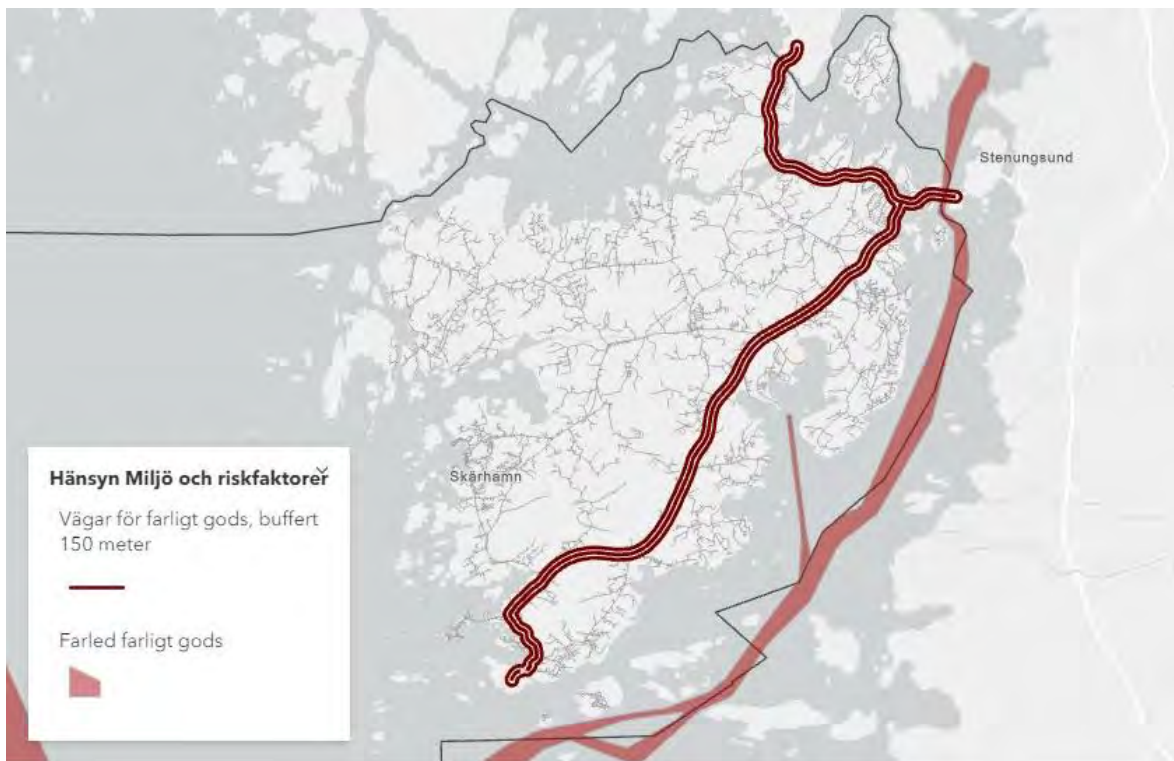 Stenungsund
Skärhamn
Hänsyn Miljö och riskfaktorer
Vägar för farligt gods, buffert
150 meter
Farled farligt gods